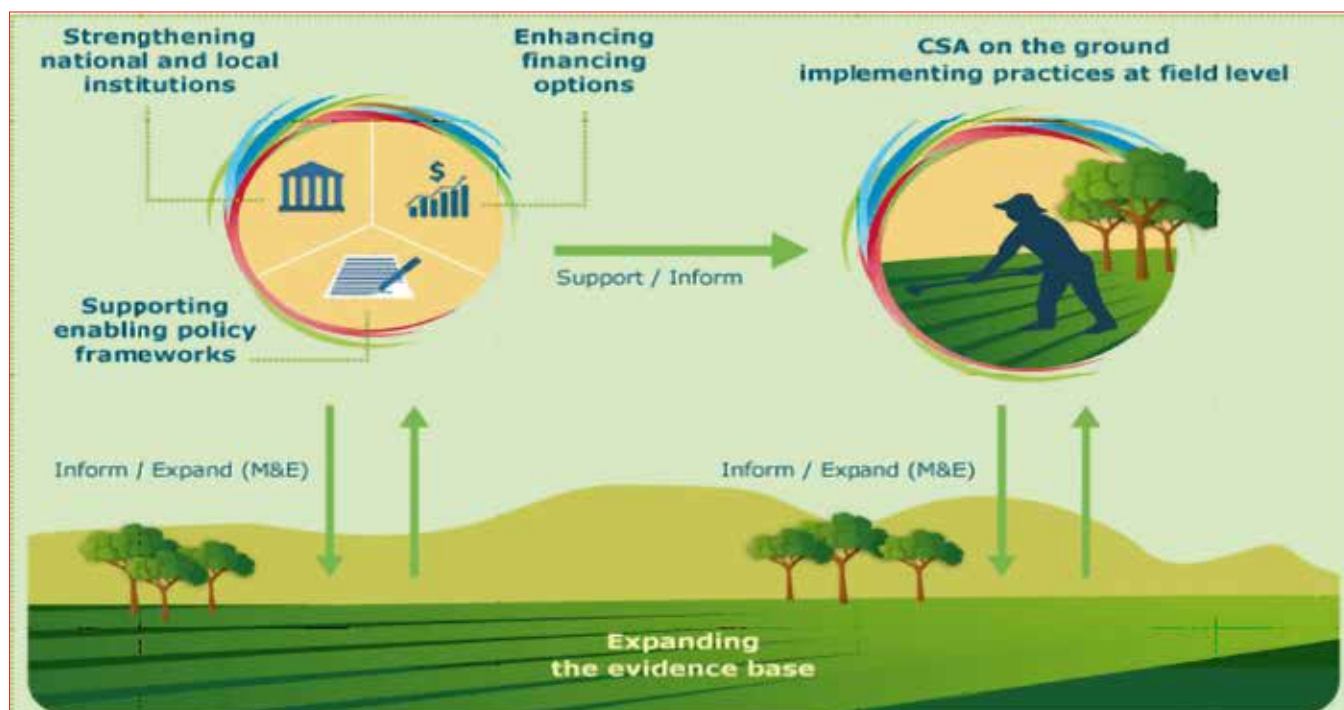 Strengthening
national and local
institutions
Enhancing
financing
options
CSA on the ground
implementing practices at field level
$
Support / Inform
Supporting
enabling policy
frameworks
Inform / Expand (M&E)
Inform / Expand (M&E)
Expanding
the evidence base